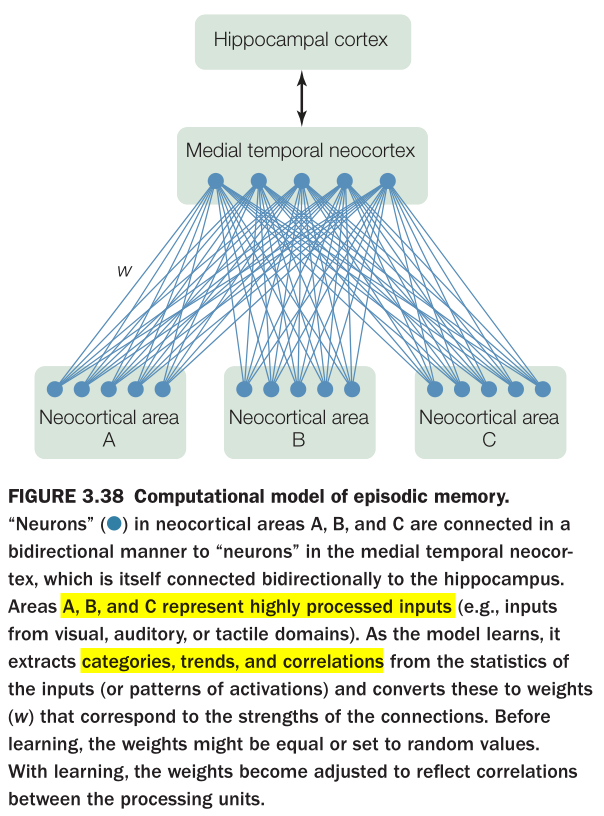 Hippocampal cortex
Medial temporal neocortex
w
Neocortical area
A
Neocortical area
B
Neocortical area
C
FIGURE 3.38 Computational model of episodic memory.
“Neurons” (●) in neocortical areas A, B, and C are connected in a
bidirectional manner to “neurons” in the medial temporal neocor-
tex, which is itself connected bidirectionally to the hippocampus.
Areas A, B, and C represent highly processed inputs (e.g., inputs
from visual, auditory, or tactile domains). As the model learns, it
extracts categories, trends, and correlations from the statistics of
the inputs (or patterns of activations) and converts these to weights
(w) that correspond to the strengths of the connections. Before
learning, the weights might be equal or set to random values.
With learning, the weights become adjusted to reflect correlations
between the processing units.